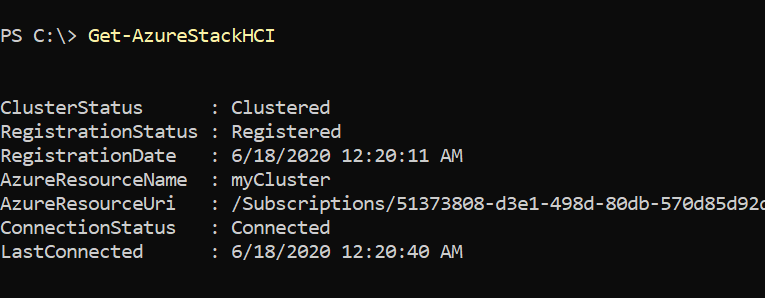 PS C:\> Get-AzureStackHCI
ClusterStatus : Clustered
RegistrationStatus : Registered
RegistrationDate : 6/18/2020 12:20:11 AM
AzureResourceName : myCluster
AzureResourceUri : /Subscriptions/51373808-d3e1-498d-80db-570d85d92d
ConnectionStatus : Connected
LastConnected : 6/18/2020 12:20:40 AM